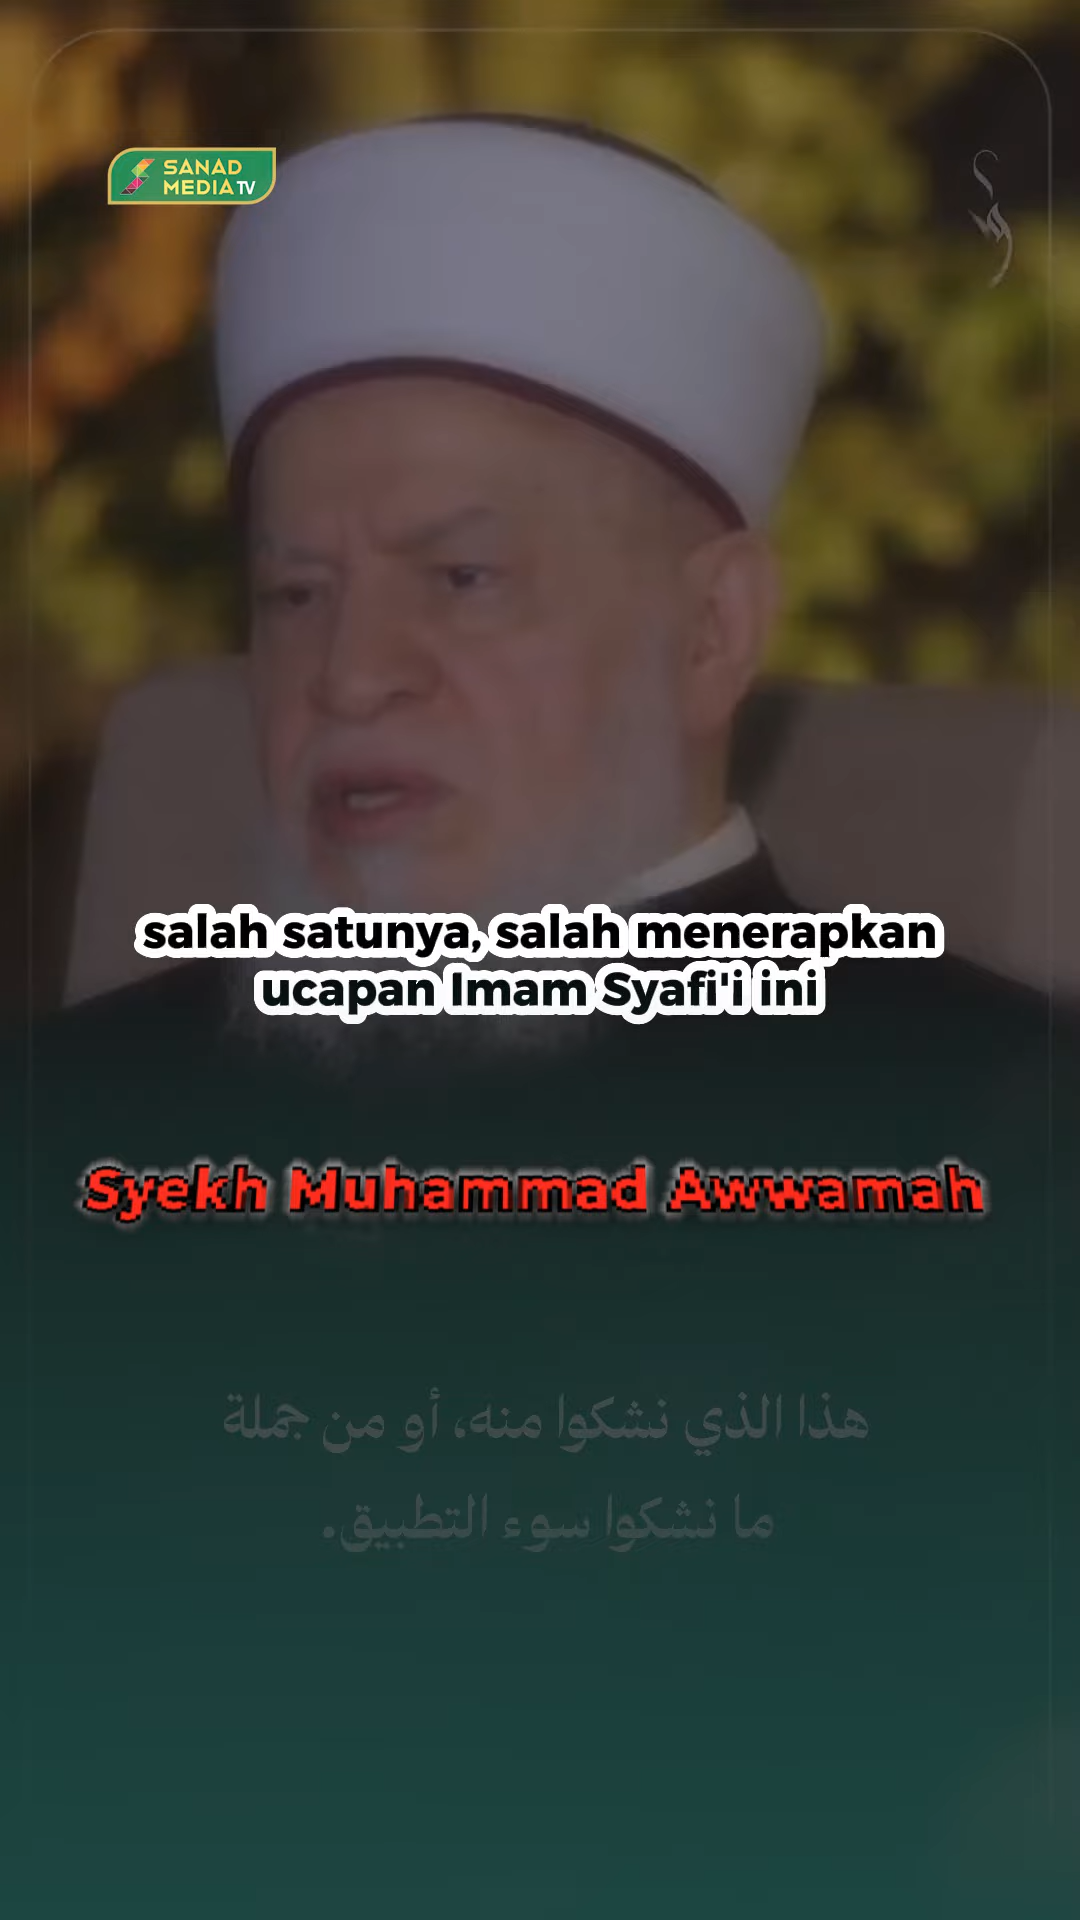 SANAD
MEDIA TV
salah satunya, salah menerapkan
ucapan Imam Syafi'i ini
Syekh Muhammad Awwamah
هذا الذي نشكوا منه، أو من جملة
ما نشكوا سوء التطبيق.